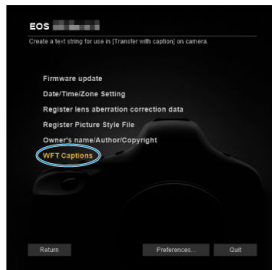 EOS
Create a text string for use in [Transfer with caption] on camera.
Firmware update
Date/Time/Zone Setting
Register lens aberration correction data
Register Picture Style File
Owner's name/Author/Copyright
WFT Captions
Return
Preferences...
Quit